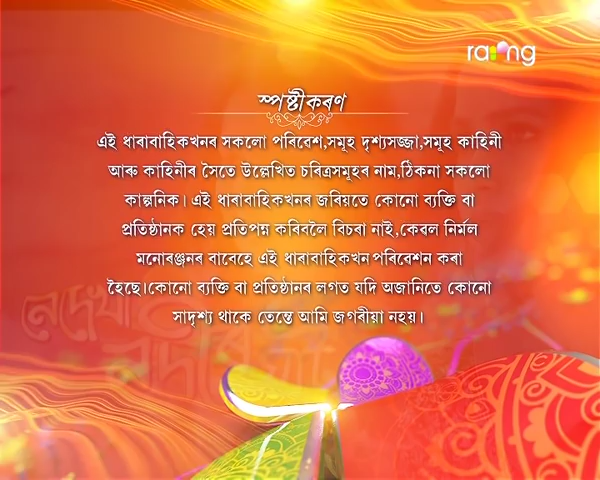 rang
স্পষ্টীকৰণ
এই ধাৰাবাহিকখনৰ সকলো পৰিৱেশ,সমূহ দৃশ্যসজ্জা,সমূহ কাহিনী
আৰু কাহিনীৰ সৈতে উল্লেখিত চৰিত্ৰসমূহৰ নাম,ঠিকনা সকলো
কাল্পনিক। এই ধাৰাবাহিকখনৰ জৰিয়তে কোনো ব্যক্তি বা
প্ৰতিষ্ঠানক হেয় প্ৰতিপন্ন কৰিবলৈ বিচৰা নাই,কেৱল নিৰ্মল
মনোৰঞ্জনৰ বাবেহে এই ধাৰাবাহিকখন পৰিৱেশন কৰা
হৈছে।কোনো ব্যক্তি বা প্ৰতিষ্ঠানৰ লগত যদি অজানিতে কোনো
সাদৃশ্য থাকে তেন্তে আমি জগৰীয়া নহয়।
নেদেখা